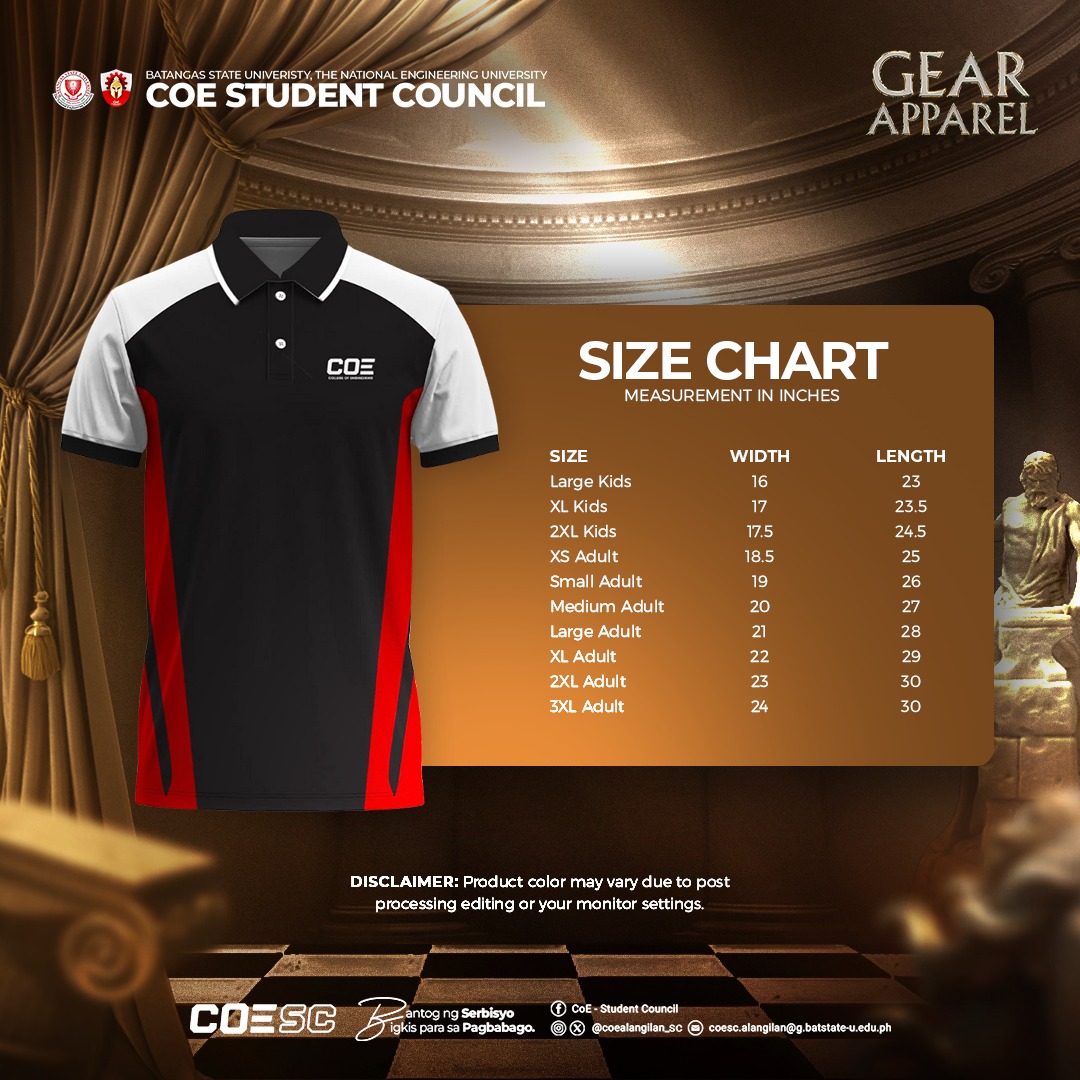 BATANGAS STATE UNIVERISTY, THE NATIONAL ENGINEERING UNIVERSITY
COE STUDENT COUNCIL
GEAR
APPAREL
COE
COLLEGE OF ENGINEERING
SIZE CHART
MEASUREMENT IN INCHES
SIZE WIDTH LENGTH
Large Kids 16 23
XL Kids 17 23.5
2XL Kids 17.5 24.5
XS Adult 18.5 25
Small Adult 19 26
Medium Adult 20 27
Large Adult 21 28
XL Adult 22 29
2XL Adult 23 30
3XL Adult 24 30
DISCLAIMER: Product color may vary due to post
processing editing or your monitor settings.
COESC
Bantog ng Serbisyo
Bigkis para sa Pagbabago.
CoE - Student Council
@coealangilan_sc coesc.alangilan@g.batstate-u.edu.ph